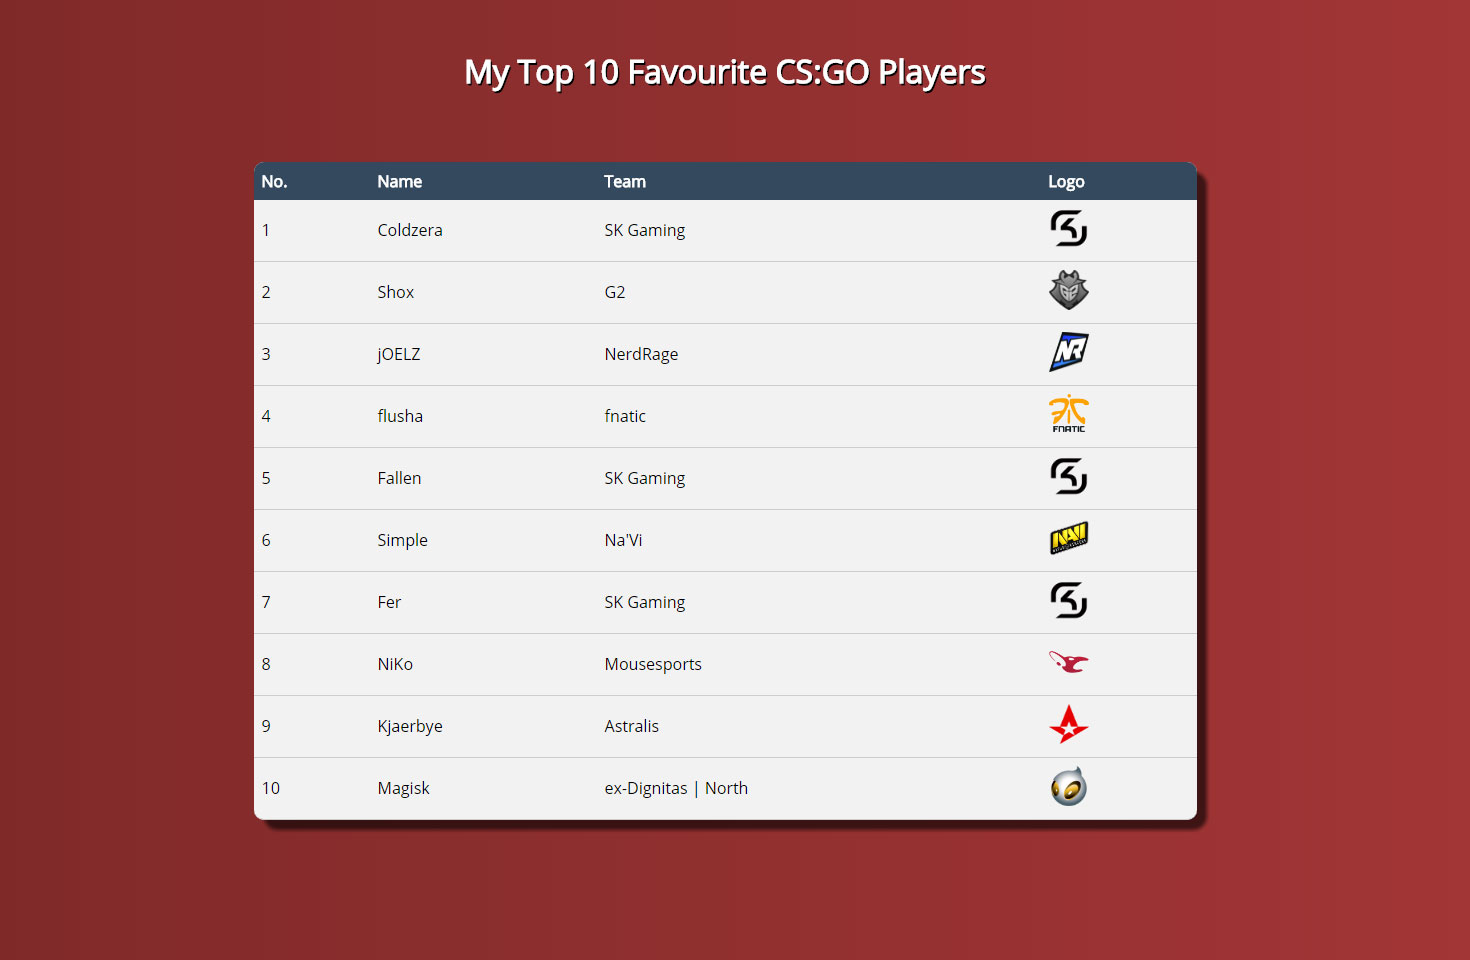 My Top 10 Favourite CS:GO Players
No. Name Team Logo
1 Coldzera SK Gaming
2 Shox G2
3 jOELZ NerdRage NR
4 flusha fnatic FNATIC
5 Fallen SK Gaming
6 Simple Na'Vi NAVI
7 Fer SK Gaming
8 NiKo Mousesports
9 Kjaerbye Astralis
10 Magisk ex-Dignitas | North